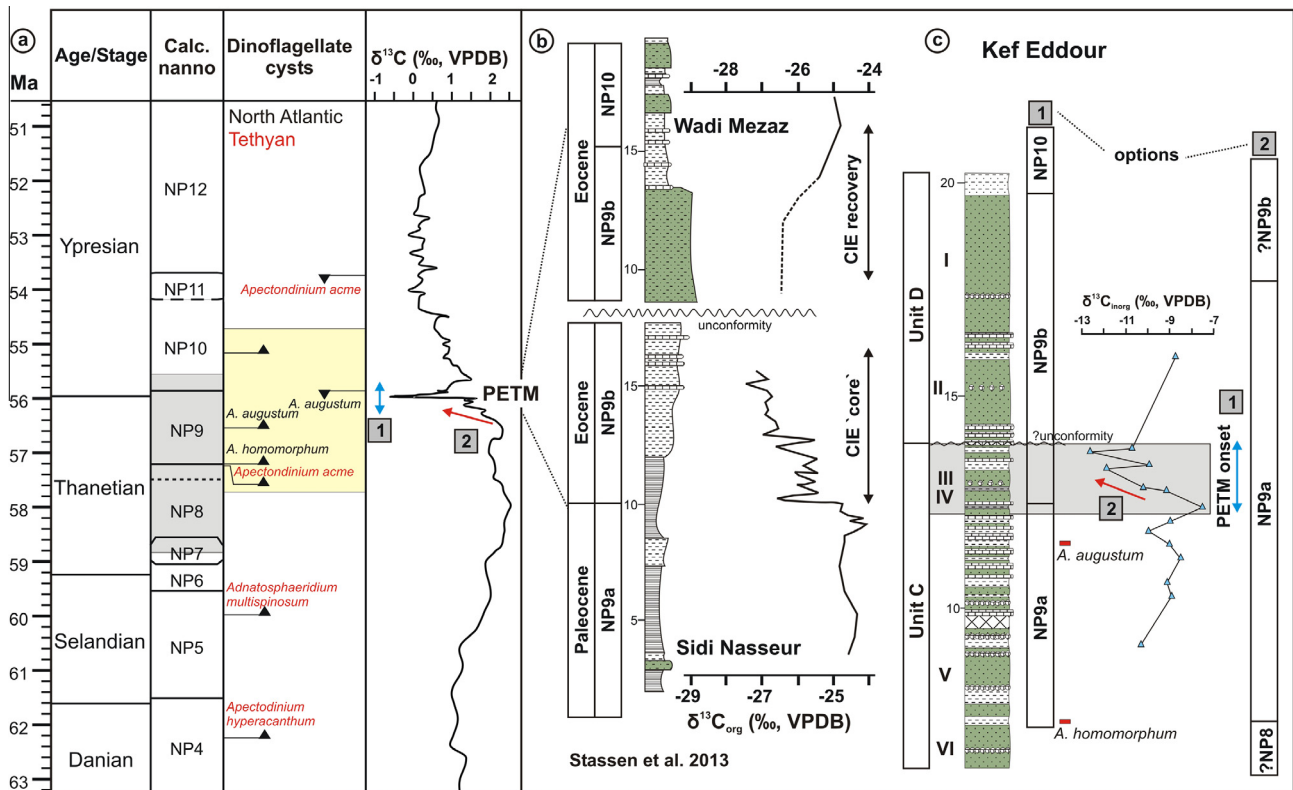 a
Age/Stage
Calc.
nanno
Dinoflagellate
cysts
δ13C (‰, VPDB)
-1 0 1 2
Ma
51
52
53
54
55
56
57
58
59
60
61
62
63
Ypresian
Thanetian
Selandian
Danian
NP12
NP11
NP10
NP9
NP8
NP7
NP6
NP5
NP4
North Atlantic
Tethyan
Apectondinium acme
A. augustum
A. augustum
A. homomorphum
Apectondinium acme
Adnatosphaeridium
multispinosum
Apectodinium
hyperacanthum
PETM
1
2
b
-28 -26 -24
Wadi Mezaz
Eocene
NP10
NP9b
15
10
CIE recovery
unconformity
Eocene
NP9b
Paleocene
NP9a
15
10
5
CIE `core`
Sidi Nasseur
-29 -27 -25
δ13Corg (‰, VPDB)
Stassen et al. 2013
c
Kef Eddour
1
options
2
NP10
NP9b
NP9a
?NP9b
NP9a
?NP8
Unit D
Unit C
20
15
10
I
II
III
IV
V
VI
δ13Cinorg (‰, VPDB)
-13 -11 -9 -7
?unconformity
1
PETM onset
2
A. augustum
A. homomorphum